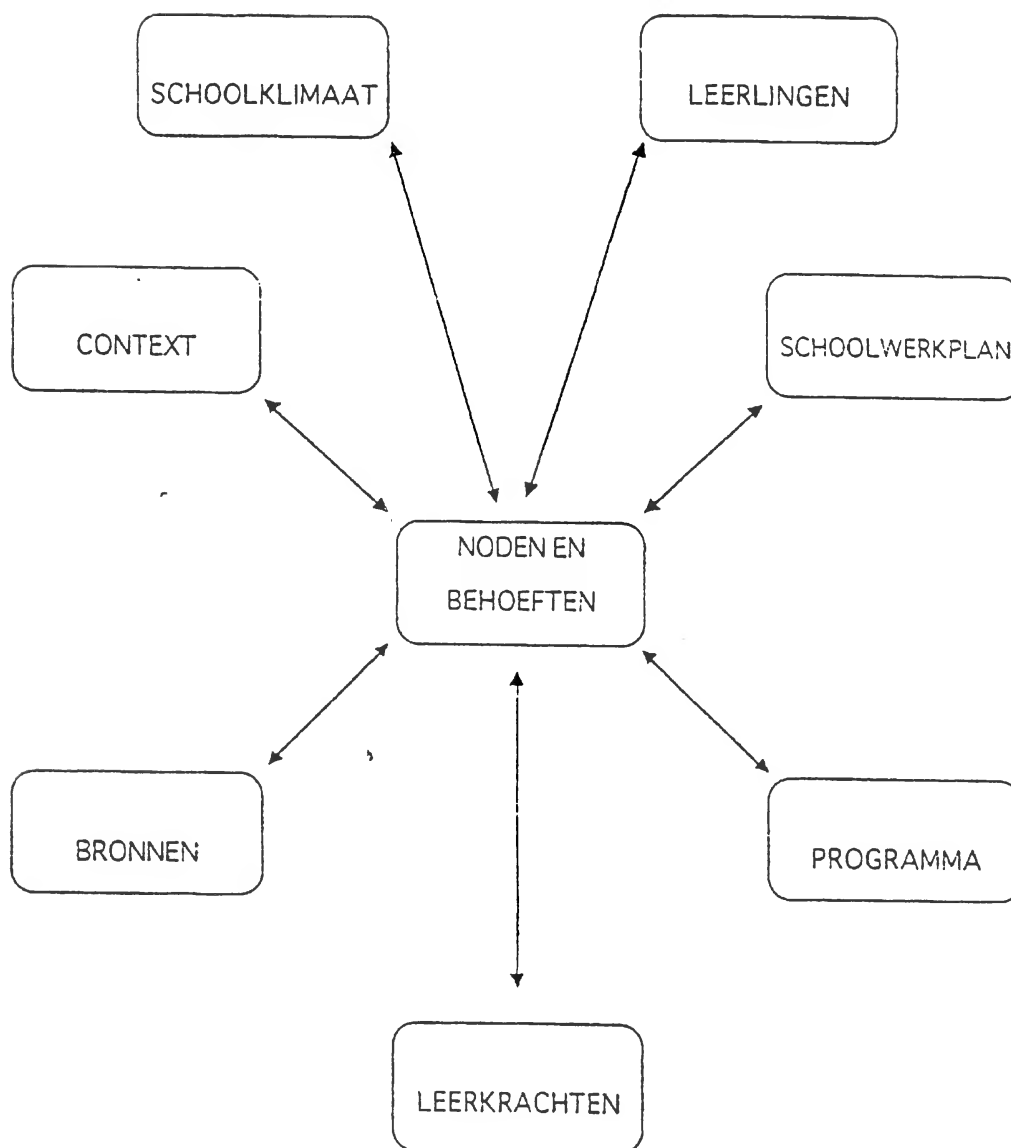 SCHOOLKLIMAAT
LEERLINGEN
CONTEXT
SCHOOLWERKPLAN
NODEN EN
BEHOEFTEN
BRONNEN
PROGRAMMA
LEERKRACHTEN